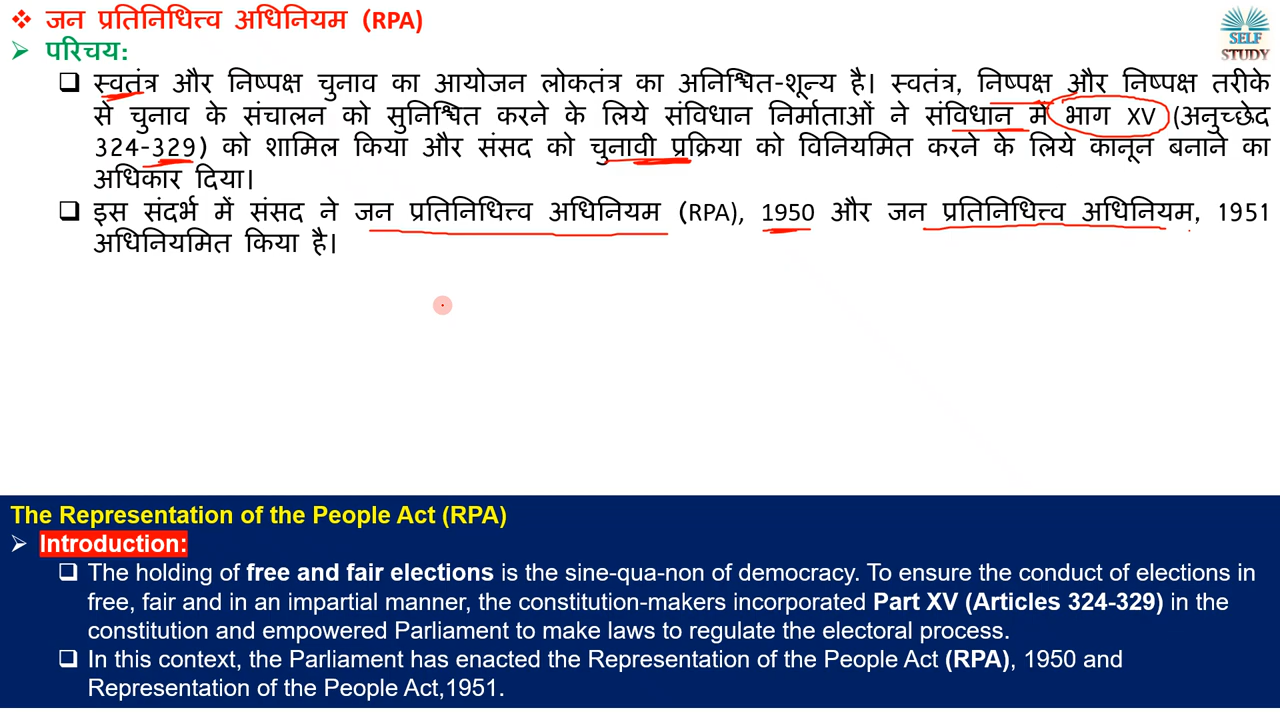 ❖ जन प्रतिनिधित्त्व अधिनियम (RPA)
SELF
STUDY
➢ परिचय:
❑ स्वतंत्र और निष्पक्ष चुनाव का आयोजन लोकतंत्र का अनिश्चित-शून्य है। स्वतंत्र, निष्पक्ष और निष्पक्ष तरीके
से चुनाव के संचालन को सुनिश्चित करने के लिये संविधान निर्माताओं ने संविधान में भाग XV (अनुच्छेद
324-329) को शामिल किया और संसद को चुनावी प्रक्रिया को विनियमित करने के लिये कानून बनाने का
अधिकार दिया।
❑ इस संदर्भ में संसद ने जन प्रतिनिधित्त्व अधिनियम (RPA), 1950 और जन प्रतिनिधित्त्व अधिनियम, 1951
अधिनियमित किया है।
The Representation of the People Act (RPA)
➢ Introduction:
❑ The holding of free and fair elections is the sine-qua-non of democracy. To ensure the conduct of elections in
free, fair and in an impartial manner, the constitution-makers incorporated Part XV (Articles 324-329) in the
constitution and empowered Parliament to make laws to regulate the electoral process.
❑ In this context, the Parliament has enacted the Representation of the People Act (RPA), 1950 and
Representation of the People Act,1951.